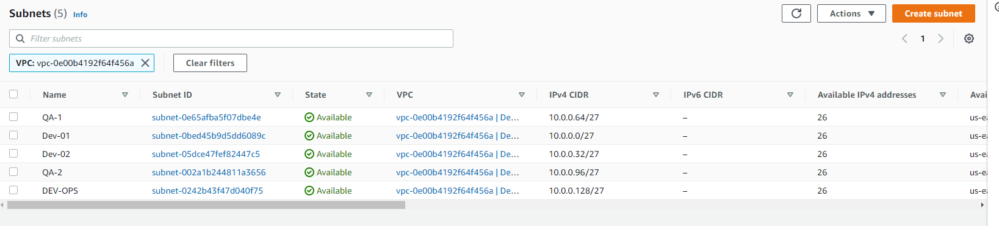 Subnets (5) Info
Actions
Create subnet
Filter subnets
1
VPC: vpc-0e00b4192f64f456a
Clear filters
Name Subnet ID State VPC IPv4 CIDR IPv6 CIDR Available IPv4 addresses Avai
QA-1 subnet-0e65afba5f07dbe4e Available vpc-0e00b4192f64f456a | De... 10.0.0.64/27 – 26 us-ea
Dev-01 subnet-0bed45b9d5dd6089c Available vpc-0e00b4192f64f456a | De... 10.0.0.0/27 – 26 us-ea
Dev-02 subnet-05dce47fef82447c5 Available vpc-0e00b4192f64f456a | De... 10.0.0.32/27 – 26 us-ea
QA-2 subnet-002a1b244811a3656 Available vpc-0e00b4192f64f456a | De... 10.0.0.96/27 – 26 us-ea
DEV-OPS subnet-0242b43f47d040f75 Available vpc-0e00b4192f64f456a | De... 10.0.0.128/27 – 26 us-ea